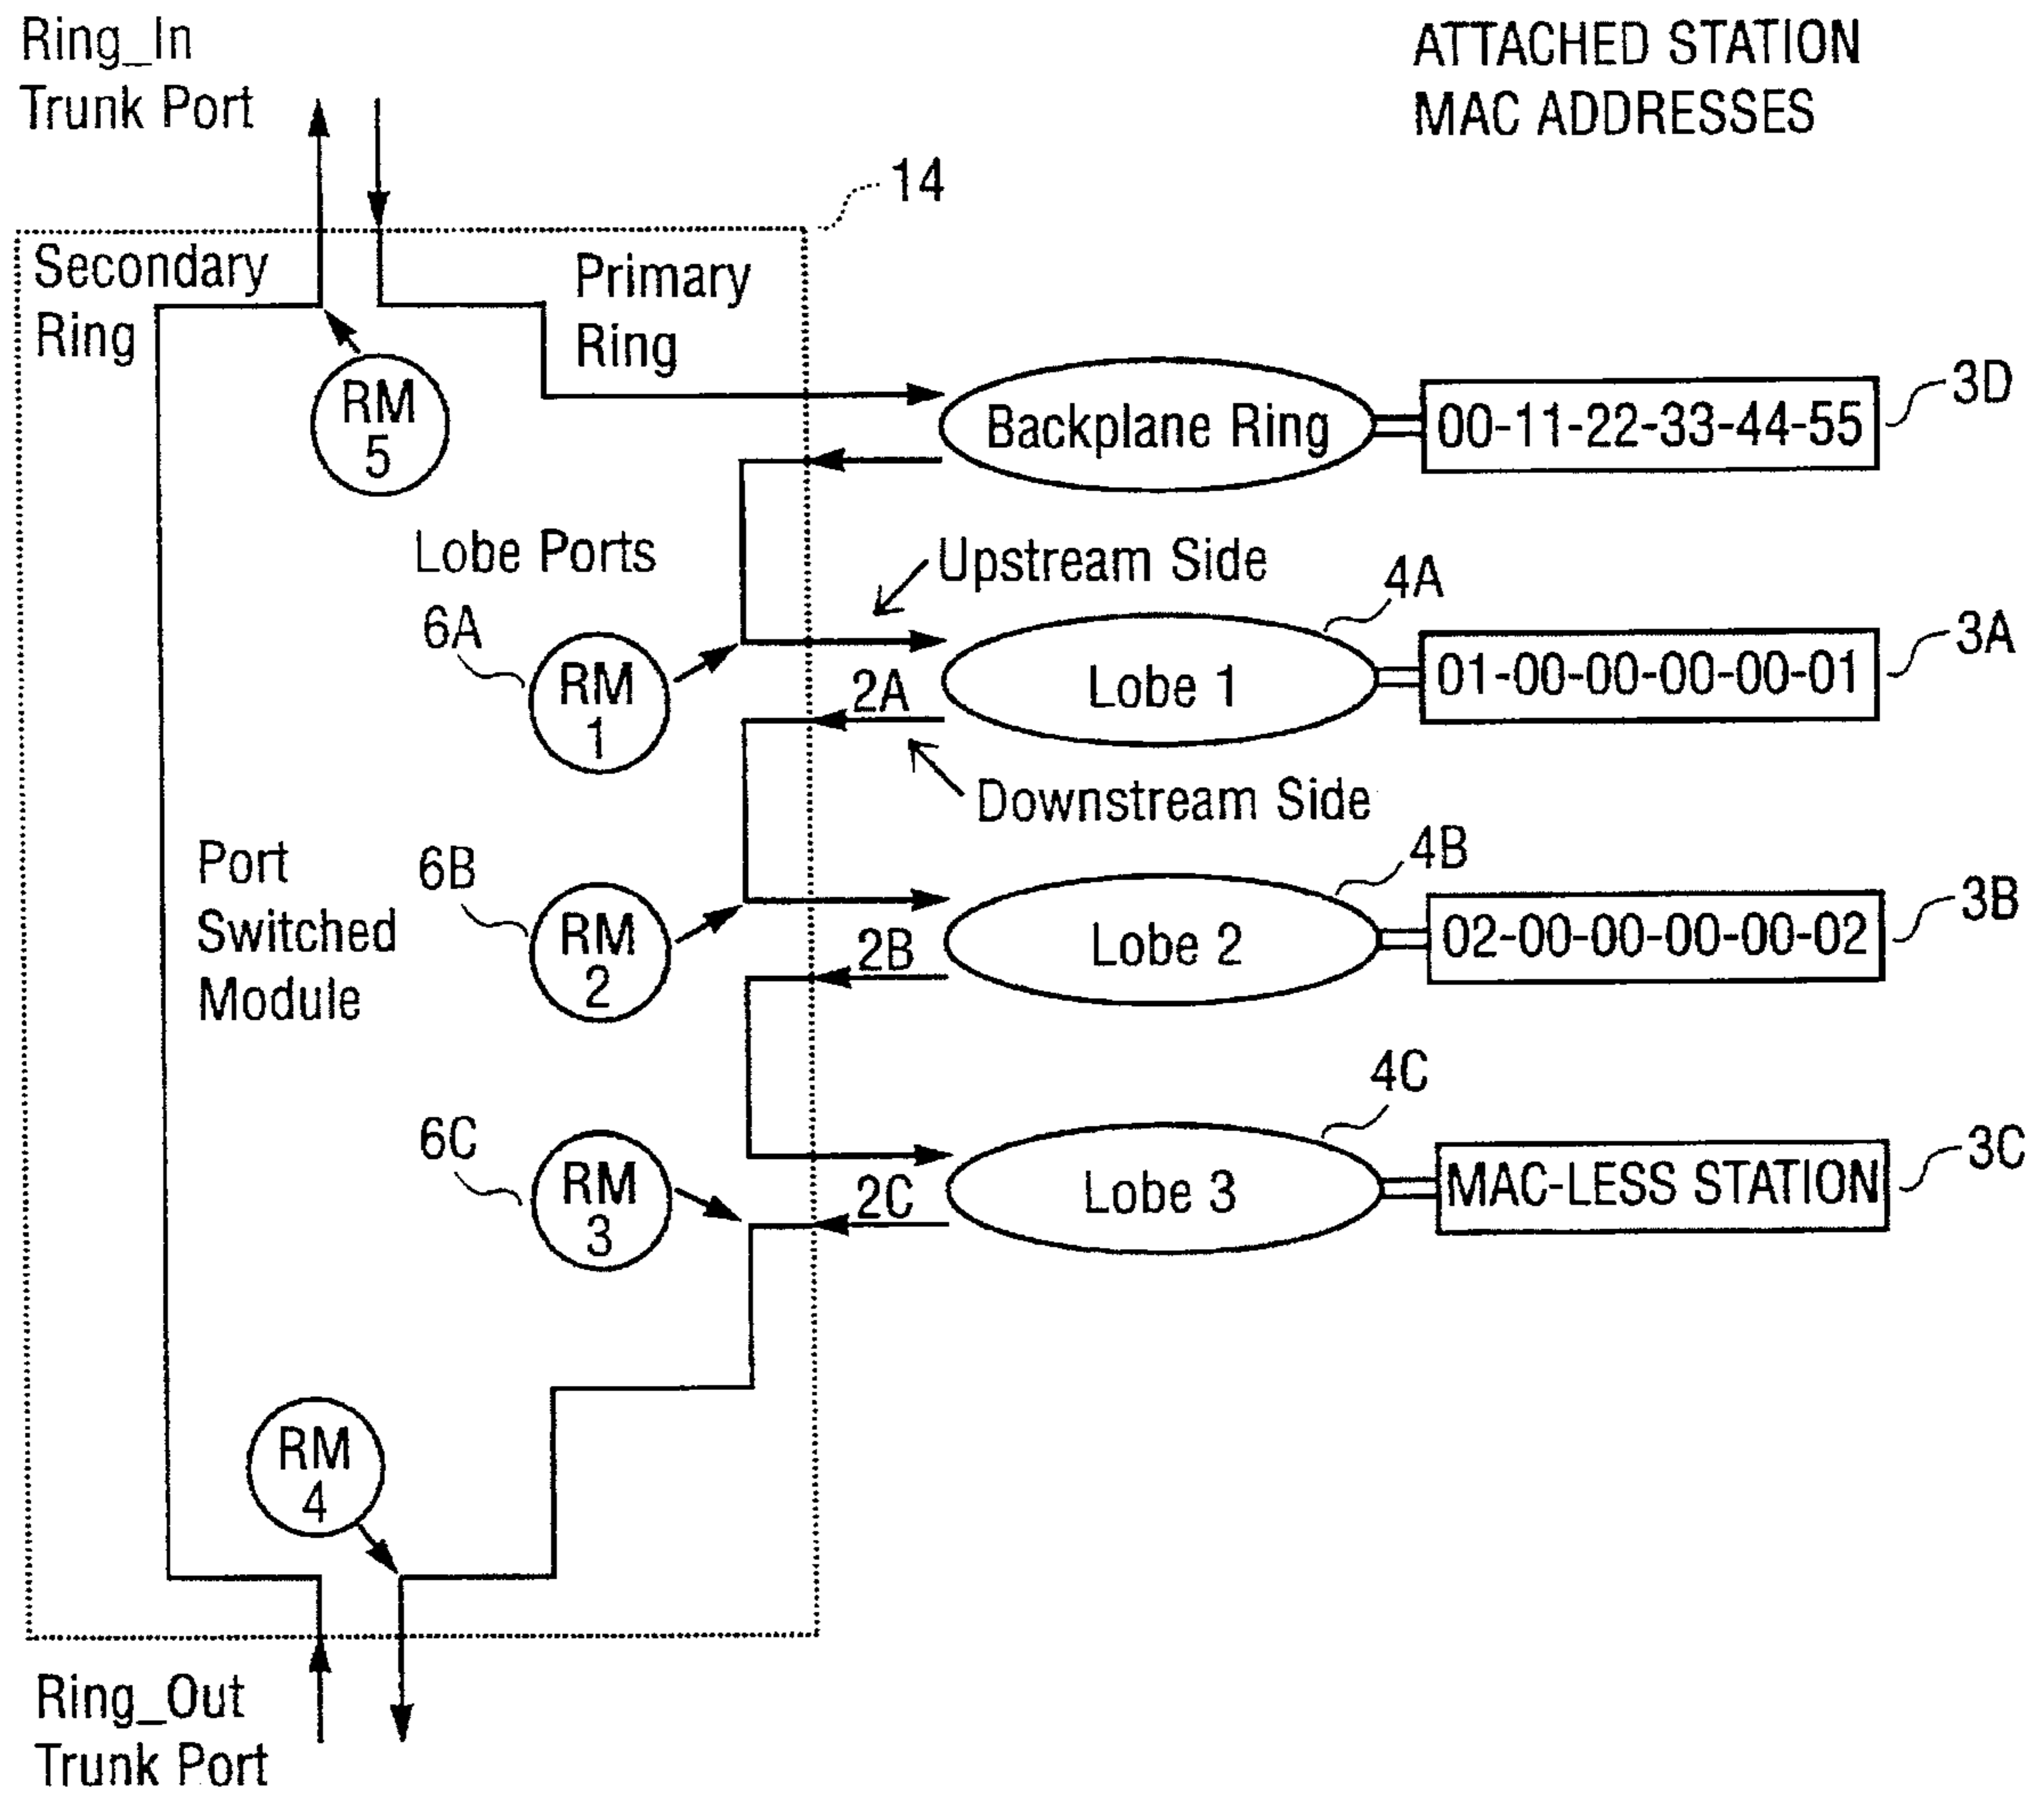 Ring_In
Trunk Port
ATTACHED STATION
MAC ADDRESSES
14
Secondary
Ring
Primary
Ring
RM
5
Backplane Ring
00-11-22-33-44-55
3D
Lobe Ports
Upstream Side
4A
6A
RM
1
2A
Lobe 1
01-00-00-00-00-01
3A
Downstream Side
Port
Switched
Module
6B
RM
2
2B
4B
Lobe 2
02-00-00-00-00-02
3B
6C
RM
3
2C
4C
Lobe 3
MAC-LESS STATION
3C
RM
4
Ring_Out
Trunk Port